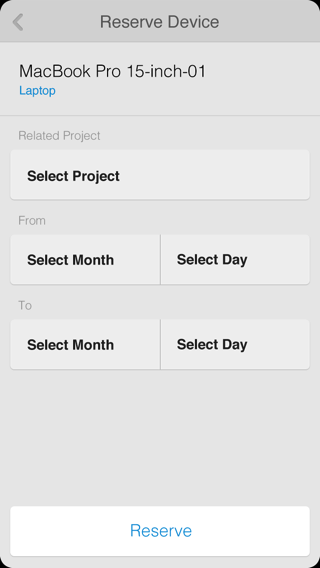 Reserve Device
MacBook Pro 15-inch-01
Laptop
Related Project
Select Project
From
Select Month Select Day
To
Select Month Select Day
Reserve